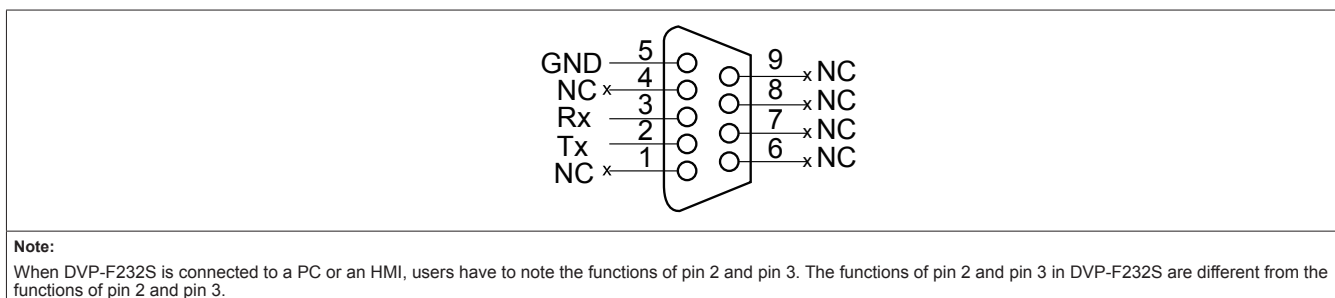 GND 5
NC x 4
Rx 3
Tx 2
NC x 1
9 x NC
8 x NC
7 x NC
6 x NC
Note:
When DVP-F232S is connected to a PC or an HMI, users have to note the functions of pin 2 and pin 3. The functions of pin 2 and pin 3 in DVP-F232S are different from the
functions of pin 2 and pin 3.